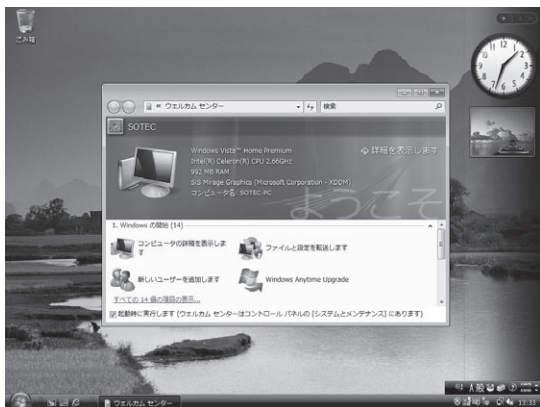 ごみ箱
ウェルカム センター
検索
SOTEC
Windows Vista™ Home Premium
Intel(R) Celeron(R) CPU 2.66GHz
992 MB RAM
SiS Mirage Graphics (Microsoft Corporation - XDDM)
コンピュータ名: SOTEC-PC
詳細を表示します
ようこそ
1. Windows の開始 (14)
コンピュータの詳細を表示しま
す
ファイルと設定を転送します
新しいユーザーを追加します
Windows Anytime Upgrade
すべての 14 個の項目の表示...
起動時に実行します (ウェルカム センターはコントロール パネルの [システムとメンテナンス] にあります)
A 般
CAPS
KANA
ウェルカム センター
13:33